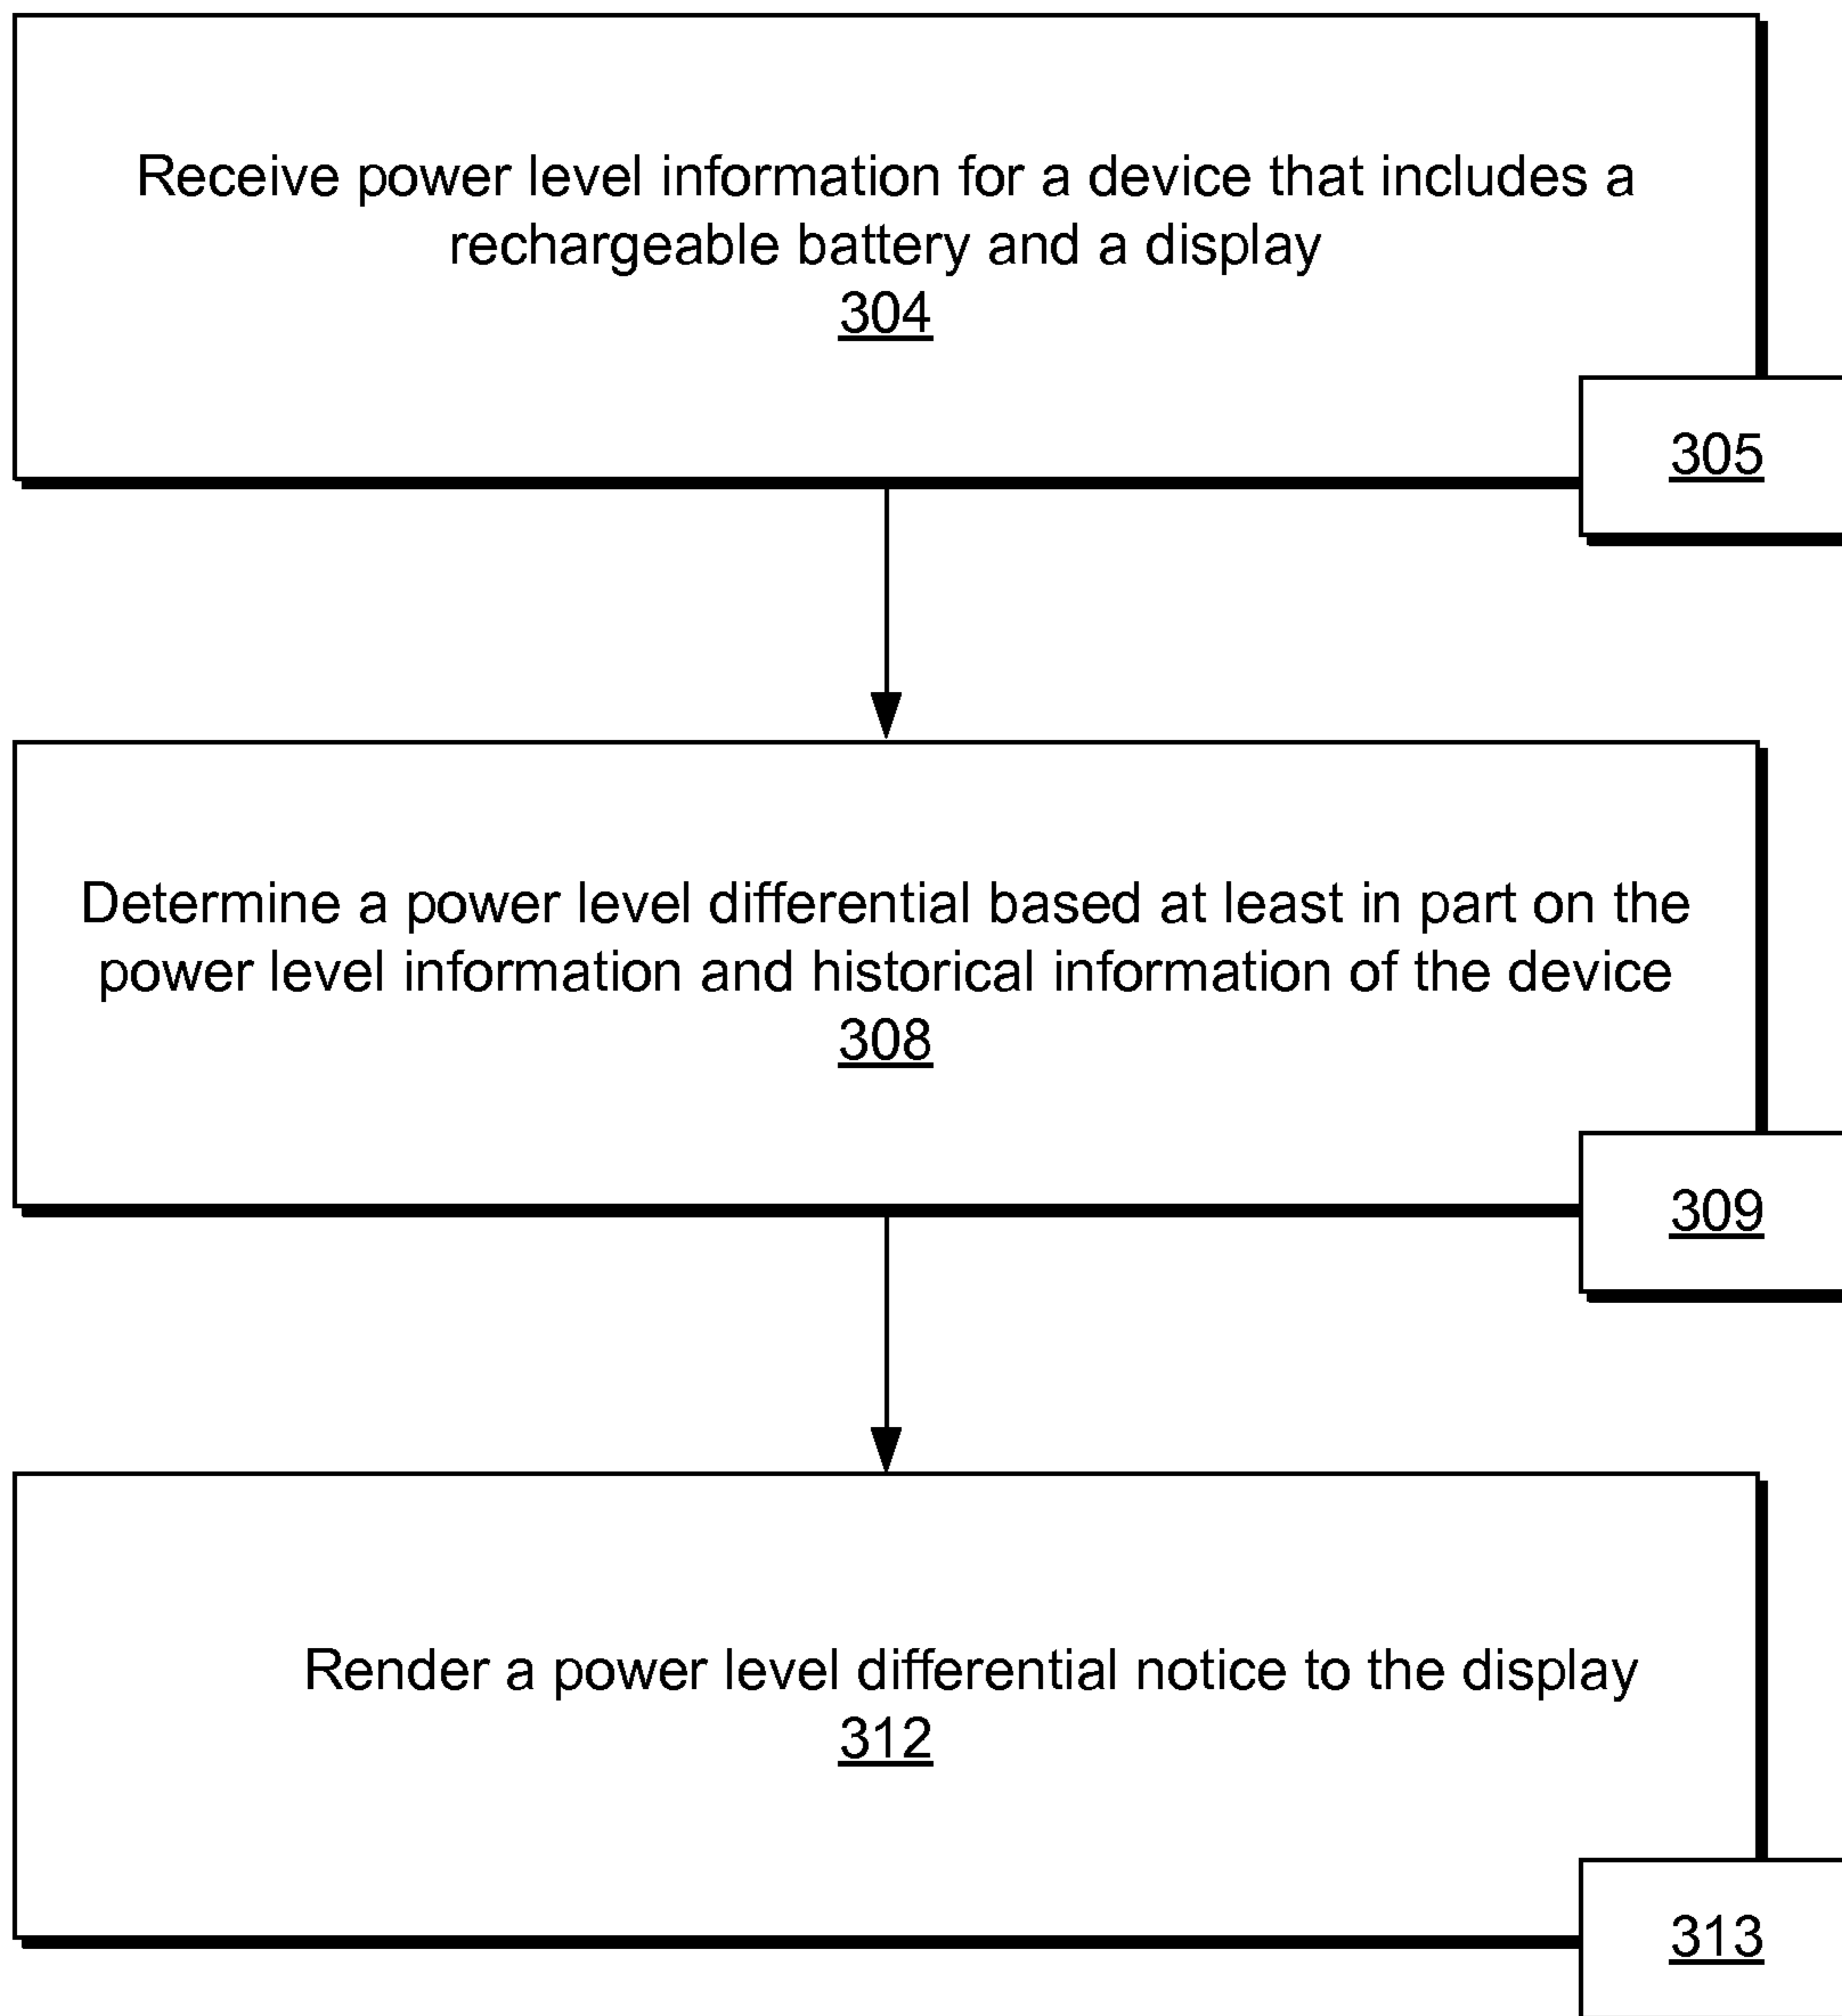 Receive power level information for a device that includes a
rechargeable battery and a display
304
305
Determine a power level differential based at least in part on the
power level information and historical information of the device
308
309
Render a power level differential notice to the display
312
313